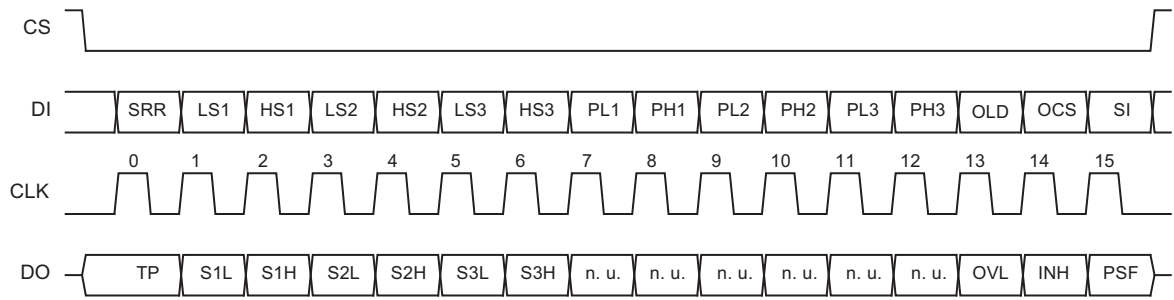 CS
DI SRR LS1 HS1 LS2 HS2 LS3 HS3 PL1 PH1 PL2 PH2 PL3 PH3 OLD OCS SI
0 1 2 3 4 5 6 7 8 9 10 11 12 13 14 15
CLK
DO TP S1L S1H S2L S2H S3L S3H n. u. n. u. n. u. n. u. n. u. n. u. OVL INH PSF